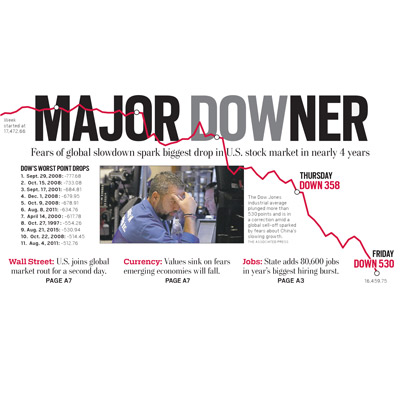 Week
started at
17,472.66
MAJOR DOWNER
Fears of global slowdown spark biggest drop in U.S. stock market in nearly 4 years
DOW'S WORST POINT DROPS
1. Sept. 29, 2008: -777.68
2. Oct. 15, 2008: -733.08
3. Sept. 17, 2001: -684.81
4. Dec. 1, 2008: -679.95
5. Oct. 9, 2008: -678.91
6. Aug. 8, 2011: -634.76
7. April 14, 2000: -617.78
8. Oct. 27, 1997: -554.26
9. Aug. 21, 2015: -530.94
10. Oct. 22, 2008: -514.45
11. Aug. 4, 2011: -512.76
The Dow Jones
industrial average
plunged more than
530 points and is in
a correction amid a
global sell-off sparked
by fears about China's
slowing growth.
THE ASSOCIATED PRESS
THURSDAY
DOWN 358
FRIDAY
DOWN 530
16,459.75
Wall Street: U.S. joins global
market rout for a second day.
PAGE A7
Currency: Values sink on fears
emerging economies will fall.
PAGE A7
Jobs: State adds 80,600 jobs
in year's biggest hiring burst.
PAGE A3